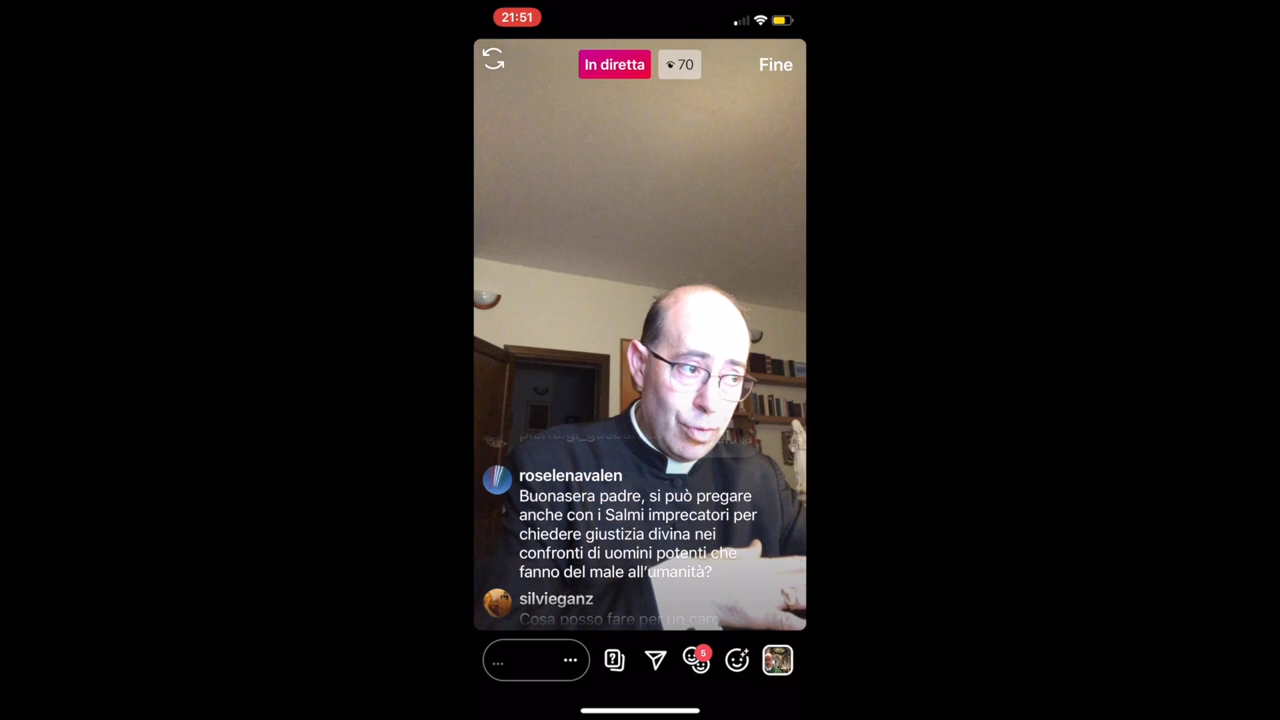 21:51
In diretta
70
Fine
roselenavalen
Buonasera padre, si può pregare
anche con i Salmi imprecatori per
chiedere giustizia divina nei
confronti di uomini potenti che
fanno del male all'umanità?
silvieganz
Cosa posso fare per un caro
...
5